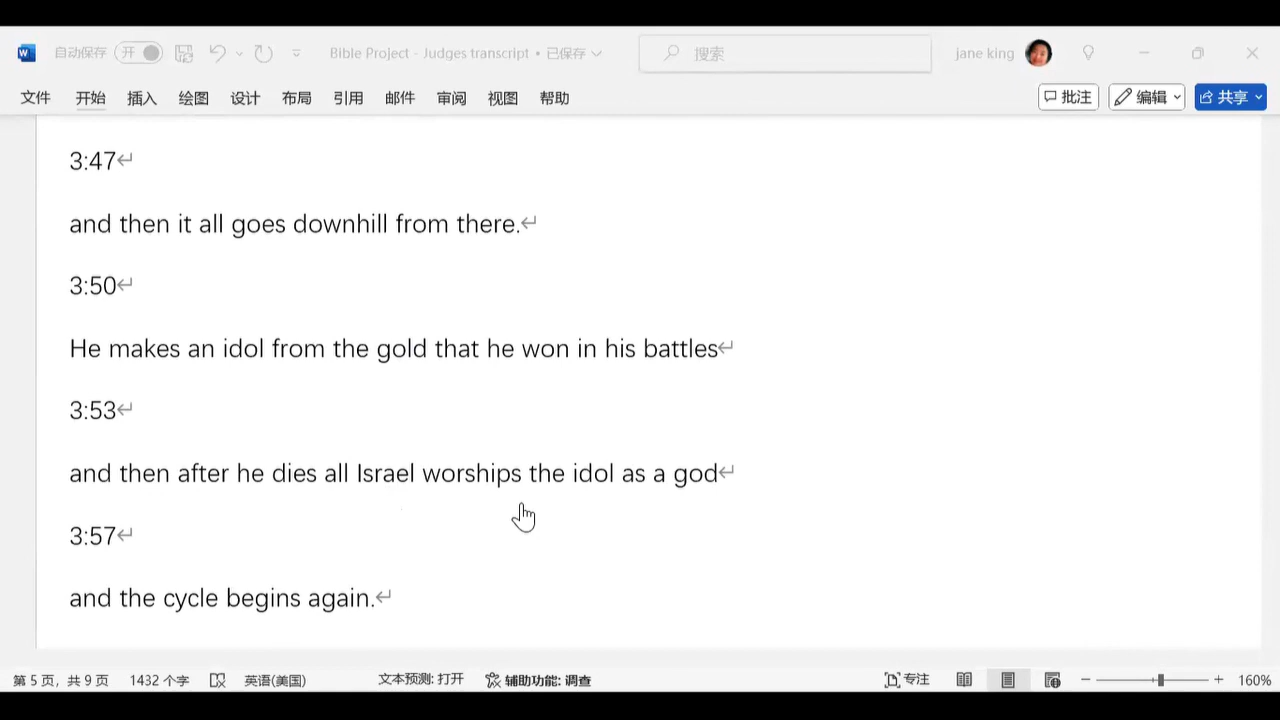 自动保存 开 Bible Project - Judges transcript • 已保存 搜索 jane king
文件 开始 插入 绘图 设计 布局 引用 邮件 审阅 视图 帮助 批注 编辑 共享
3:47
and then it all goes downhill from there.
3:50
He makes an idol from the gold that he won in his battles
3:53
and then after he dies all Israel worships the idol as a god
3:57
and the cycle begins again.
第 5 页，共 9 页 1432 个字 英语(美国) 文本预测: 打开 辅助功能: 调查 专注 160%